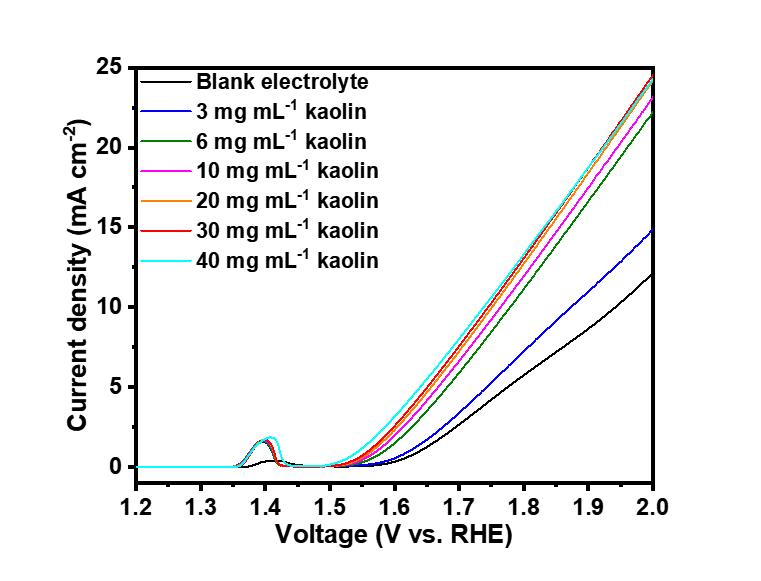 25
20
15
10
5
0
Current density (mA cm⁻²)
Blank electrolyte
3 mg mL⁻¹ kaolin
6 mg mL⁻¹ kaolin
10 mg mL⁻¹ kaolin
20 mg mL⁻¹ kaolin
30 mg mL⁻¹ kaolin
40 mg mL⁻¹ kaolin
1.2 1.3 1.4 1.5 1.6 1.7 1.8 1.9 2.0
Voltage (V vs. RHE)